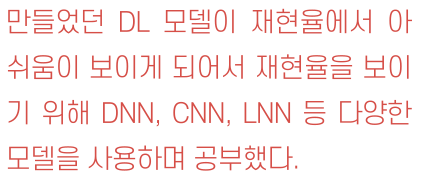 만들었던 DL 모델이 재현율에서 아
쉬움이 보이게 되어서 재현율을 보이
기 위해 DNN, CNN, LNN 등 다양한
모델을 사용하며 공부했다.